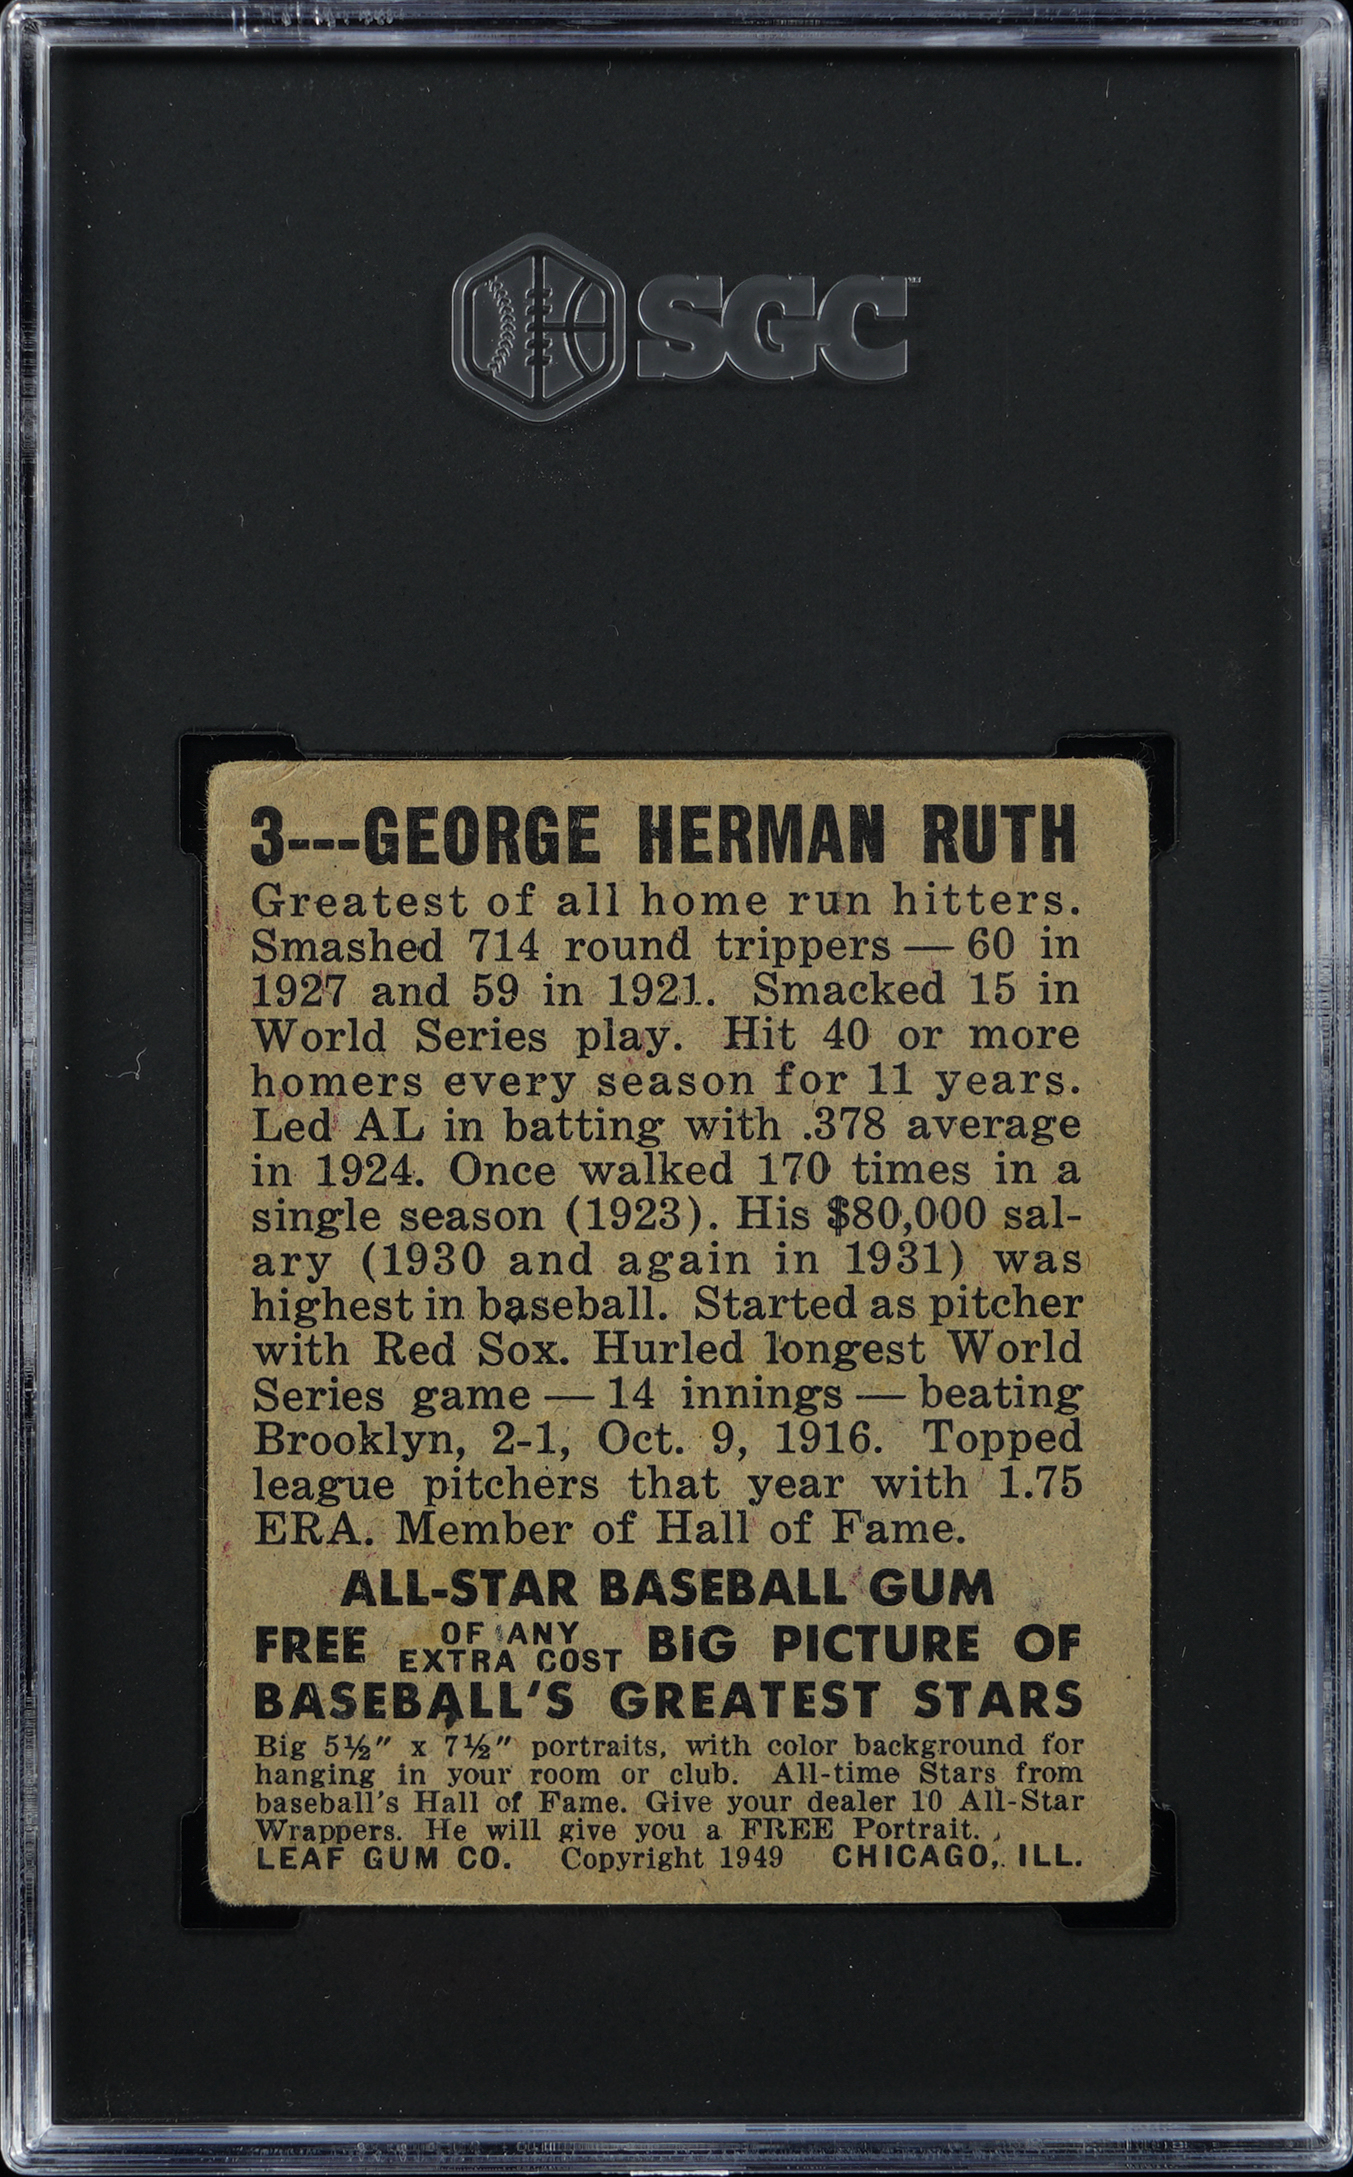 SGC
3---GEORGE HERMAN RUTH
Greatest of all home run hitters.
Smashed 714 round trippers — 60 in
1927 and 59 in 1921. Smacked 15 in
World Series play. Hit 40 or more
homers every season for 11 years.
Led AL in batting with .378 average
in 1924. Once walked 170 times in a
single season (1923). His $80,000 sal-
ary (1930 and again in 1931) was
highest in baseball. Started as pitcher
with Red Sox. Hurled longest World
Series game — 14 innings — beating
Brooklyn, 2-1, Oct. 9, 1916. Topped
league pitchers that year with 1.75
ERA. Member of Hall of Fame.
ALL-STAR BASEBALL GUM
FREE OF ANY EXTRA COST BIG PICTURE OF
BASEBALL'S GREATEST STARS
Big 5½" x 7½" portraits, with color background for
hanging in your room or club. All-time Stars from
baseball's Hall of Fame. Give your dealer 10 All-Star
Wrappers. He will give you a FREE Portrait.
LEAF GUM CO. Copyright 1949 CHICAGO, ILL.